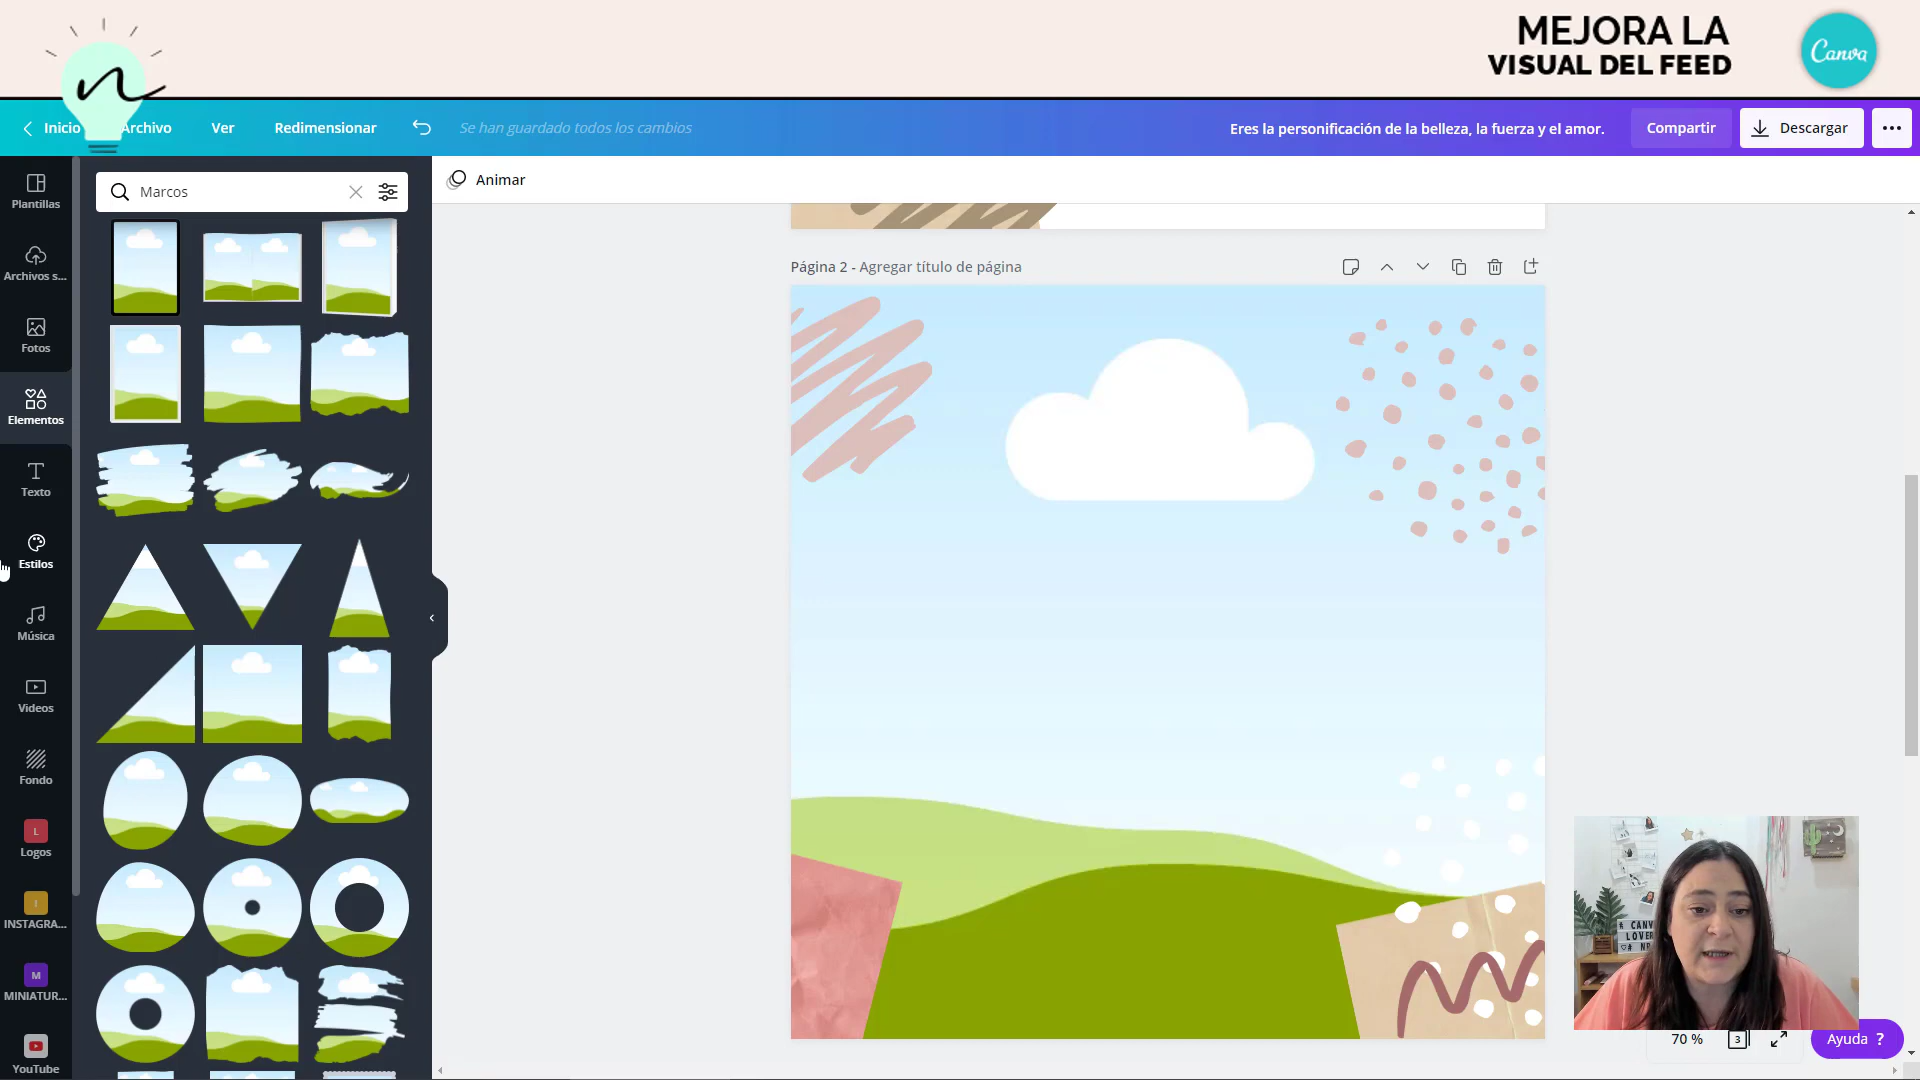 MEJORA LA
VISUAL DEL FEED
Canva
n
Inicio
Archivo
Ver
Redimensionar
Se han guardado todos los cambios
Eres la personificación de la belleza, la fuerza y el amor.
Compartir
Descargar
Plantillas
Archivos s...
Fotos
Elementos
Texto
Estilos
Música
Videos
Fondo
L
Logos
I
INSTAGRA...
M
MINIATUR...
YouTube
Marcos
Animar
Página 2 - Agregar título de página
# CANV
LOVER
70 %
3
Ayuda ?